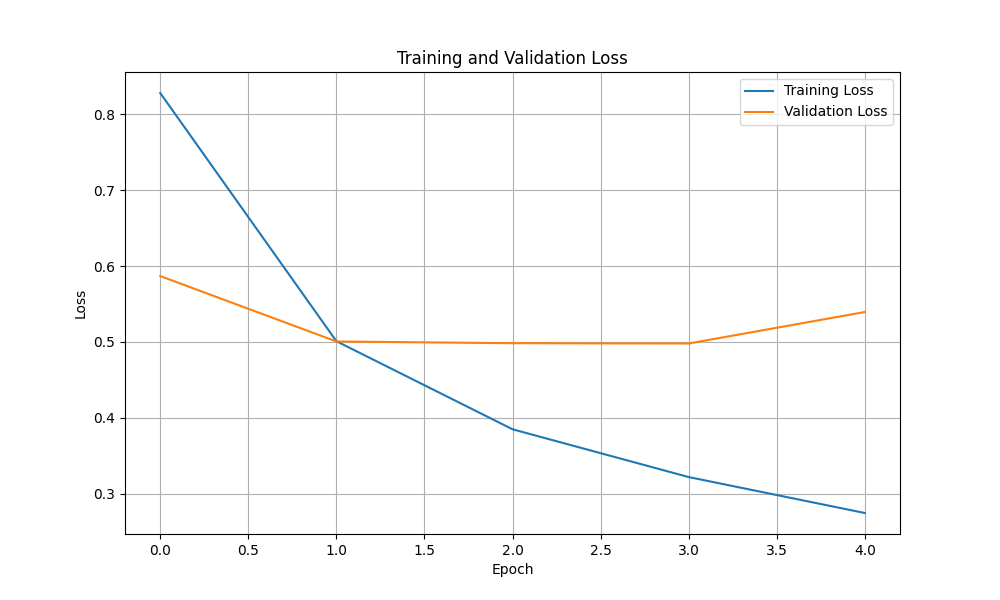 Training and Validation Loss
Training Loss
Validation Loss
0.8
0.7
0.6
0.5
0.4
0.3
Loss
0.0 0.5 1.0 1.5 2.0 2.5 3.0 3.5 4.0
Epoch